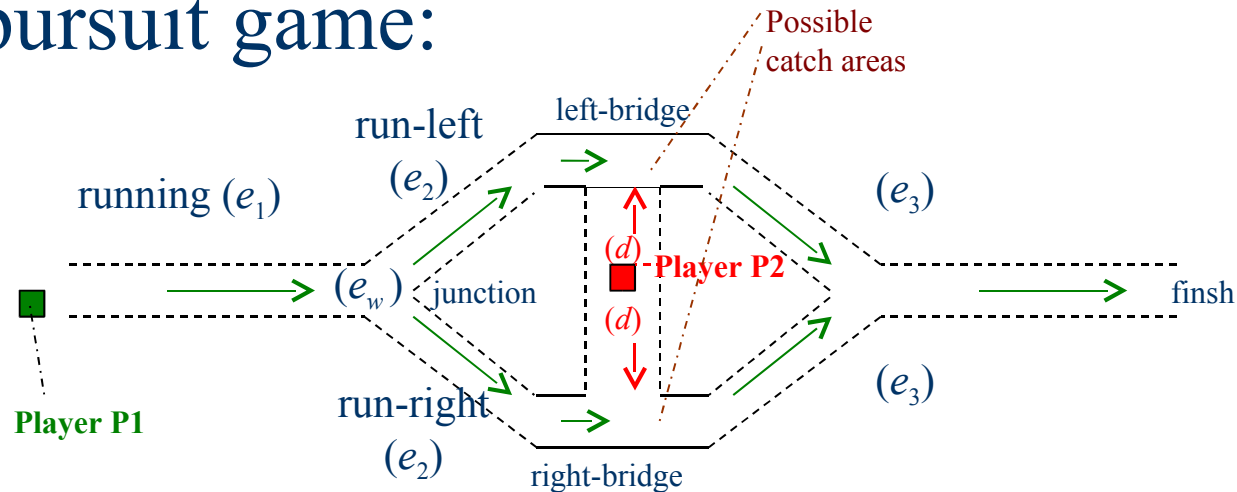 pursuit game:
Possible
catch areas
left-bridge
run-left
(e2)
running (e1)
(e3)
(d)
Player P2
(ew)
junction
finsh
(d)
(e3)
run-right
(e2)
Player P1
right-bridge